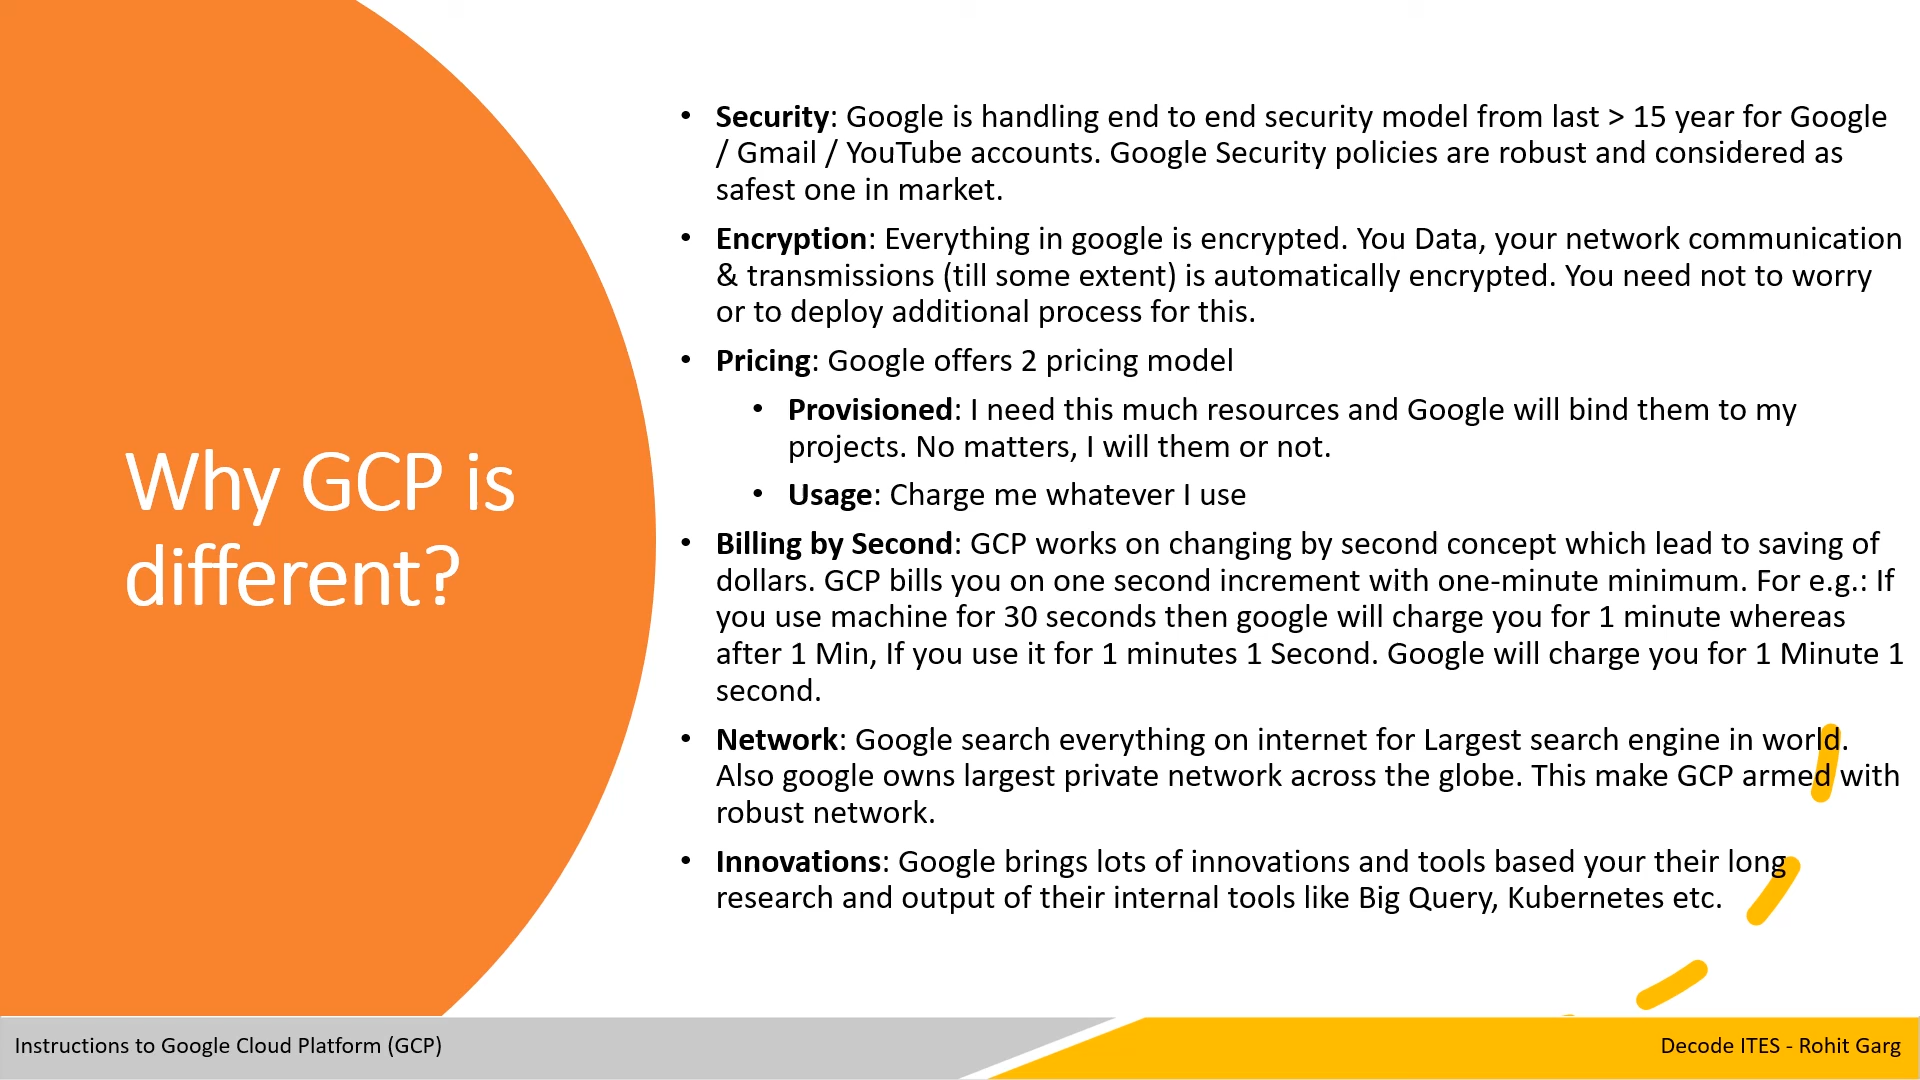 Why GCP is
different?
• Security: Google is handling end to end security model from last > 15 year for Google
/ Gmail / YouTube accounts. Google Security policies are robust and considered as
safest one in market.
• Encryption: Everything in google is encrypted. You Data, your network communication
& transmissions (till some extent) is automatically encrypted. You need not to worry
or to deploy additional process for this.
• Pricing: Google offers 2 pricing model
• Provisioned: I need this much resources and Google will bind them to my
projects. No matters, I will them or not.
• Usage: Charge me whatever I use
• Billing by Second: GCP works on changing by second concept which lead to saving of
dollars. GCP bills you on one second increment with one-minute minimum. For e.g.: If
you use machine for 30 seconds then google will charge you for 1 minute whereas
after 1 Min, If you use it for 1 minutes 1 Second. Google will charge you for 1 Minute 1
second.
• Network: Google search everything on internet for Largest search engine in world.
Also google owns largest private network across the globe. This make GCP armed with
robust network.
• Innovations: Google brings lots of innovations and tools based your their long
research and output of their internal tools like Big Query, Kubernetes etc.
Instructions to Google Cloud Platform (GCP)
Decode ITES - Rohit Garg